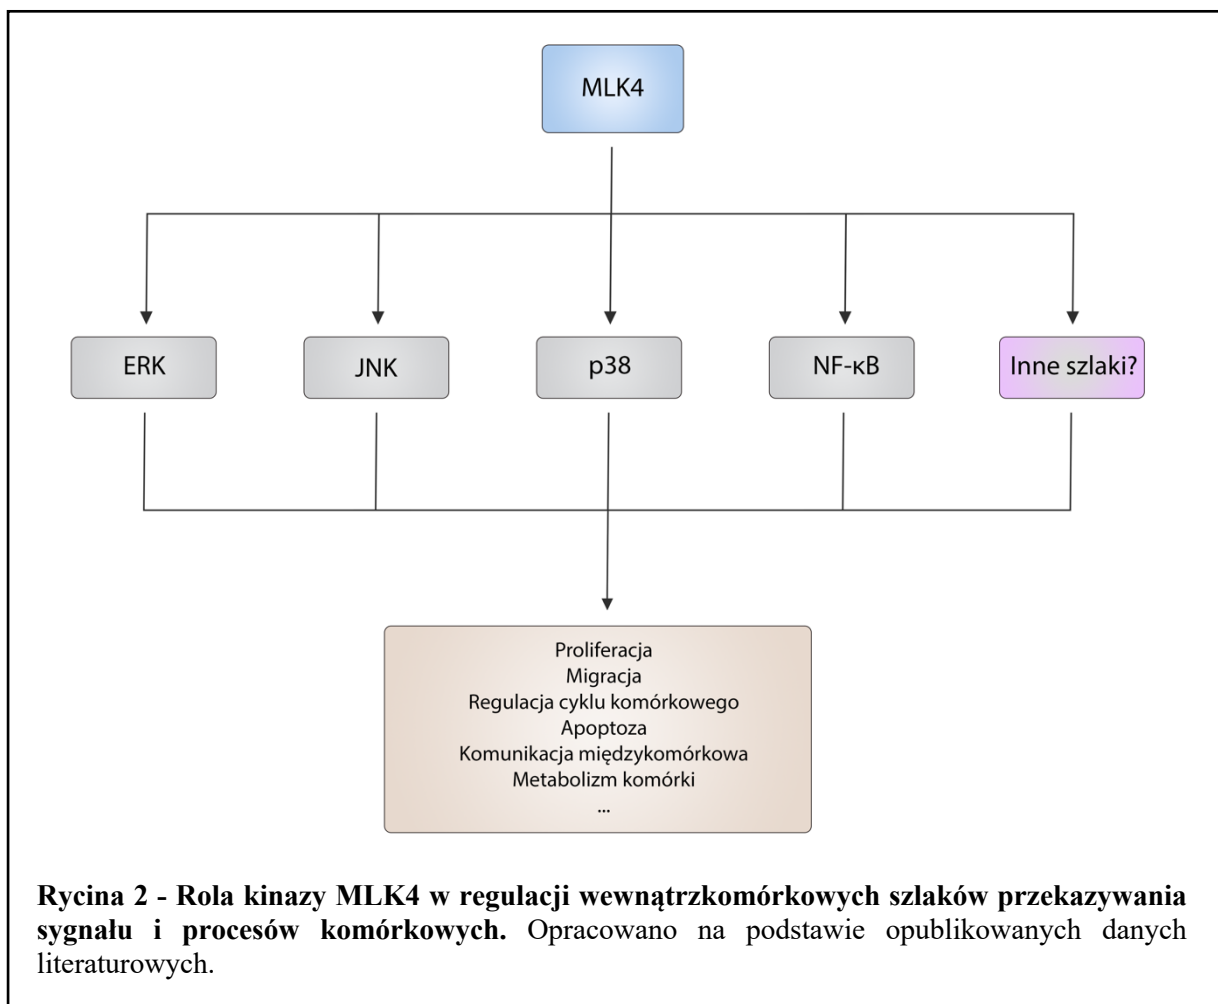 MLK4
ERK
JNK
p38
NF-κB
Inne szlaki?
Proliferacja
Migracja
Regulacja cyklu komórkowego
Apoptoza
Komunikacja międzykomórkowa
Metabolizm komórki
...
Rycina 2 - Rola kinazy MLK4 w regulacji wewnątrzkomórkowych szlaków przekazywania
sygnału i procesów komórkowych. Opracowano na podstawie opublikowanych danych
literaturowych.